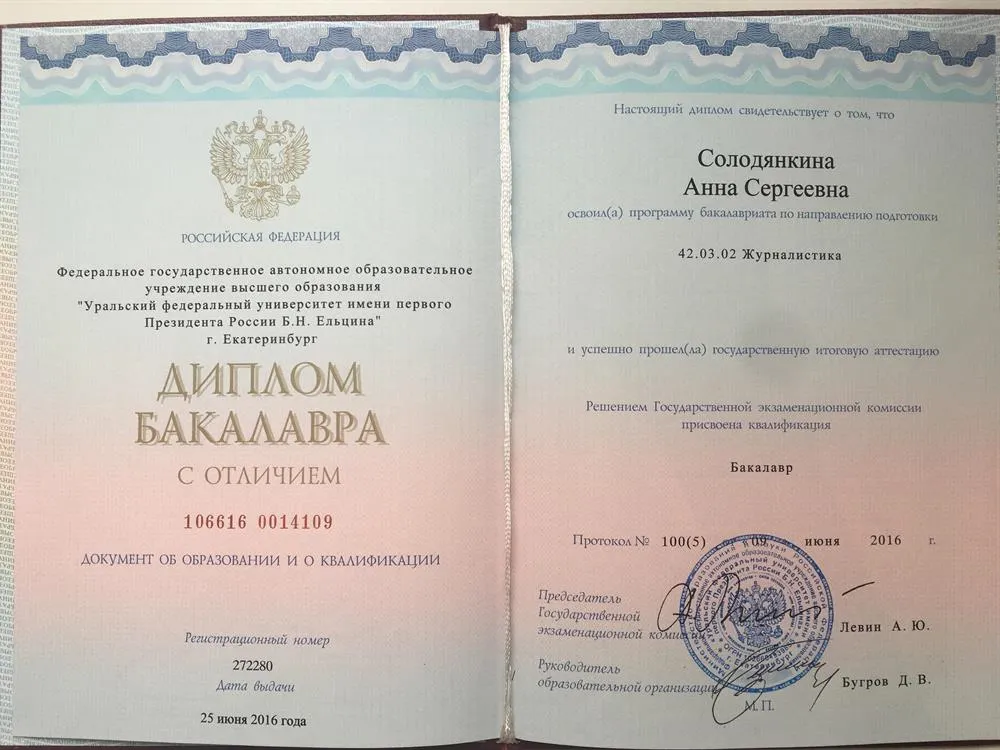 РОССИЙСКАЯ ФЕДЕРАЦИЯ
Федеральное государственное автономное образовательное
учреждение высшего образования
"Уральский федеральный университет имени первого
Президента России Б.Н. Ельцина"
г. Екатеринбург
ДИПЛОМ
БАКАЛАВРА
С ОТЛИЧИЕМ
106616 0014109
ДОКУМЕНТ ОБ ОБРАЗОВАНИИ И О КВАЛИФИКАЦИИ
Регистрационный номер
272280
Дата выдачи
25 июня 2016 года
Настоящий диплом свидетельствует о том, что
Солодянкина
Анна Сергеевна
освоил(а) программу бакалавриата по направлению подготовки
42.03.02 Журналистика
и успешно прошел(ла) государственную итоговую аттестацию
Решением Государственной экзаменационной комиссии
присвоена квалификация
Бакалавр
Протокол № 100(5) " 09 " июня 2016 г.
Председатель
Государственной
экзаменационной комиссии
Левин А. Ю.
Руководитель
образовательной организации
Бугров Д. В.
М.П.